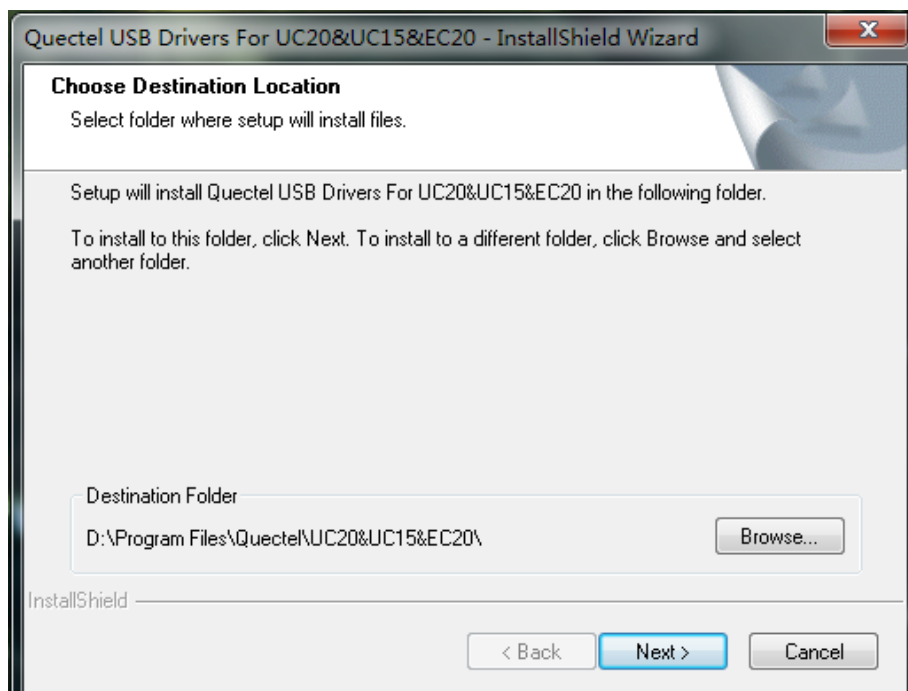 Quectel USB Drivers For UC20&UC15&EC20 - InstallShield Wizard
Choose Destination Location
Select folder where setup will install files.
Setup will install Quectel USB Drivers For UC20&UC15&EC20 in the following folder.
To install to this folder, click Next. To install to a different folder, click Browse and select
another folder.
Destination Folder
D:\Program Files\Quectel\UC20&UC15&EC20\
Browse...
InstallShield
< Back
Next >
Cancel